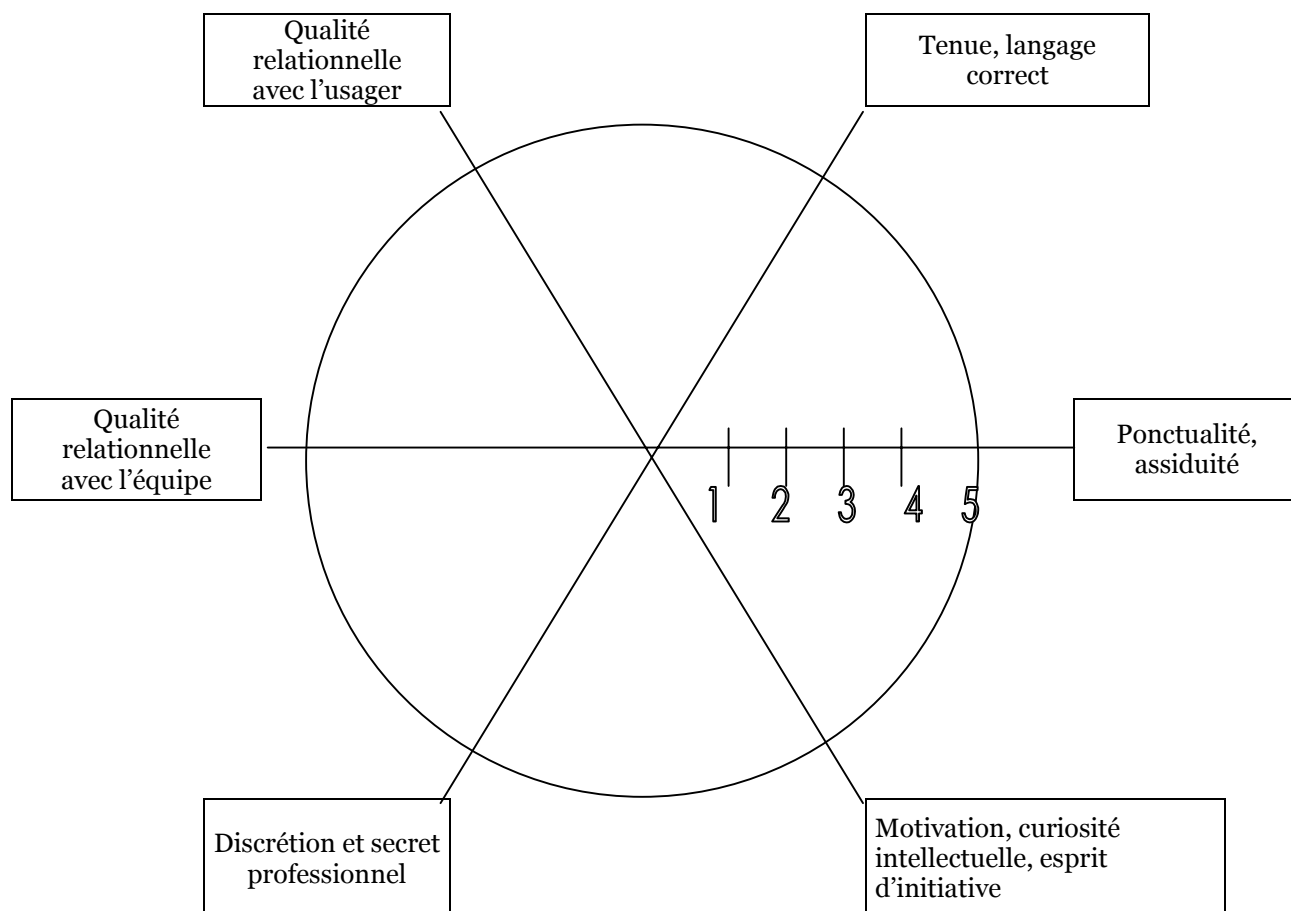 Qualité
relationnelle
avec l’usager
Tenue, langage
correct
Qualité
relationnelle
avec l’équipe
Ponctualité,
assiduité
1 2 3 4 5
Discrétion et secret
professionnel
Motivation, curiosité
intellectuelle, esprit
d’initiative